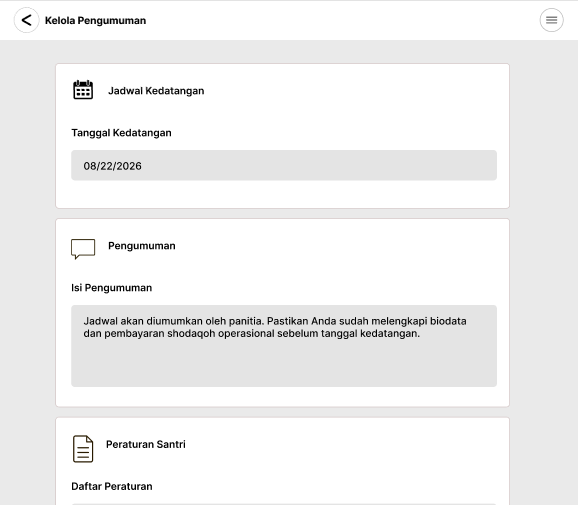 Kelola Pengumuman
Jadwal Kedatangan
Tanggal Kedatangan
08/22/2026
Pengumuman
Isi Pengumuman
Jadwal akan diumumkan oleh panitia. Pastikan Anda sudah melengkapi biodata
dan pembayaran shodaqoh operasional sebelum tanggal kedatangan.
Peraturan Santri
Daftar Peraturan